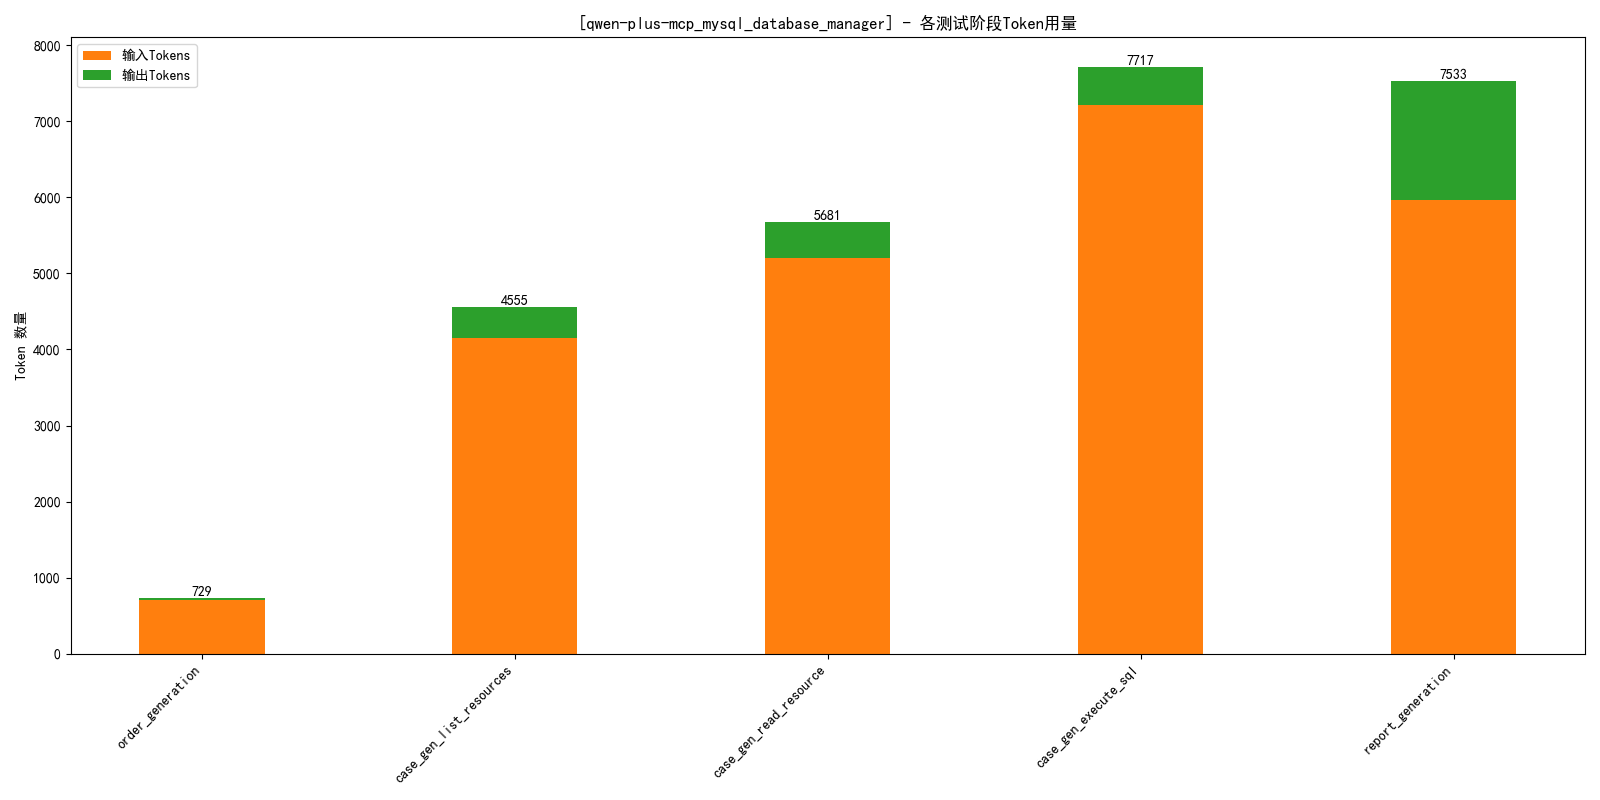 [qwen-plus-mcp_mysql_database_manager] - 各测试阶段Token用量
输入Tokens
输出Tokens
Token 数量
8000
7000
6000
5000
4000
3000
2000
1000
0
729
4555
5681
7717
7533
order_generation
case_gen_list_resources
case_gen_read_resource
case_gen_execute_sql
report_generation